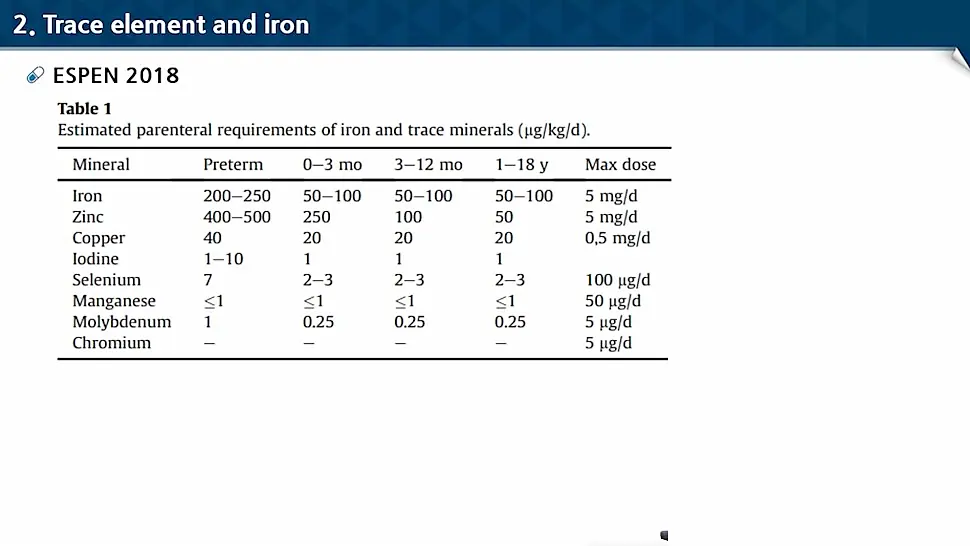 2. Trace element and iron
ESPEN 2018
Table 1
Estimated parenteral requirements of iron and trace minerals (μg/kg/d).
Mineral Preterm 0–3 mo 3–12 mo 1–18 y Max dose
Iron 200–250 50–100 50–100 50–100 5 mg/d
Zinc 400–500 250 100 50 5 mg/d
Copper 40 20 20 20 0,5 mg/d
Iodine 1–10 1 1 1
Selenium 7 2–3 2–3 2–3 100 μg/d
Manganese ≤1 ≤1 ≤1 ≤1 50 μg/d
Molybdenum 1 0.25 0.25 0.25 5 μg/d
Chromium – – – – 5 μg/d